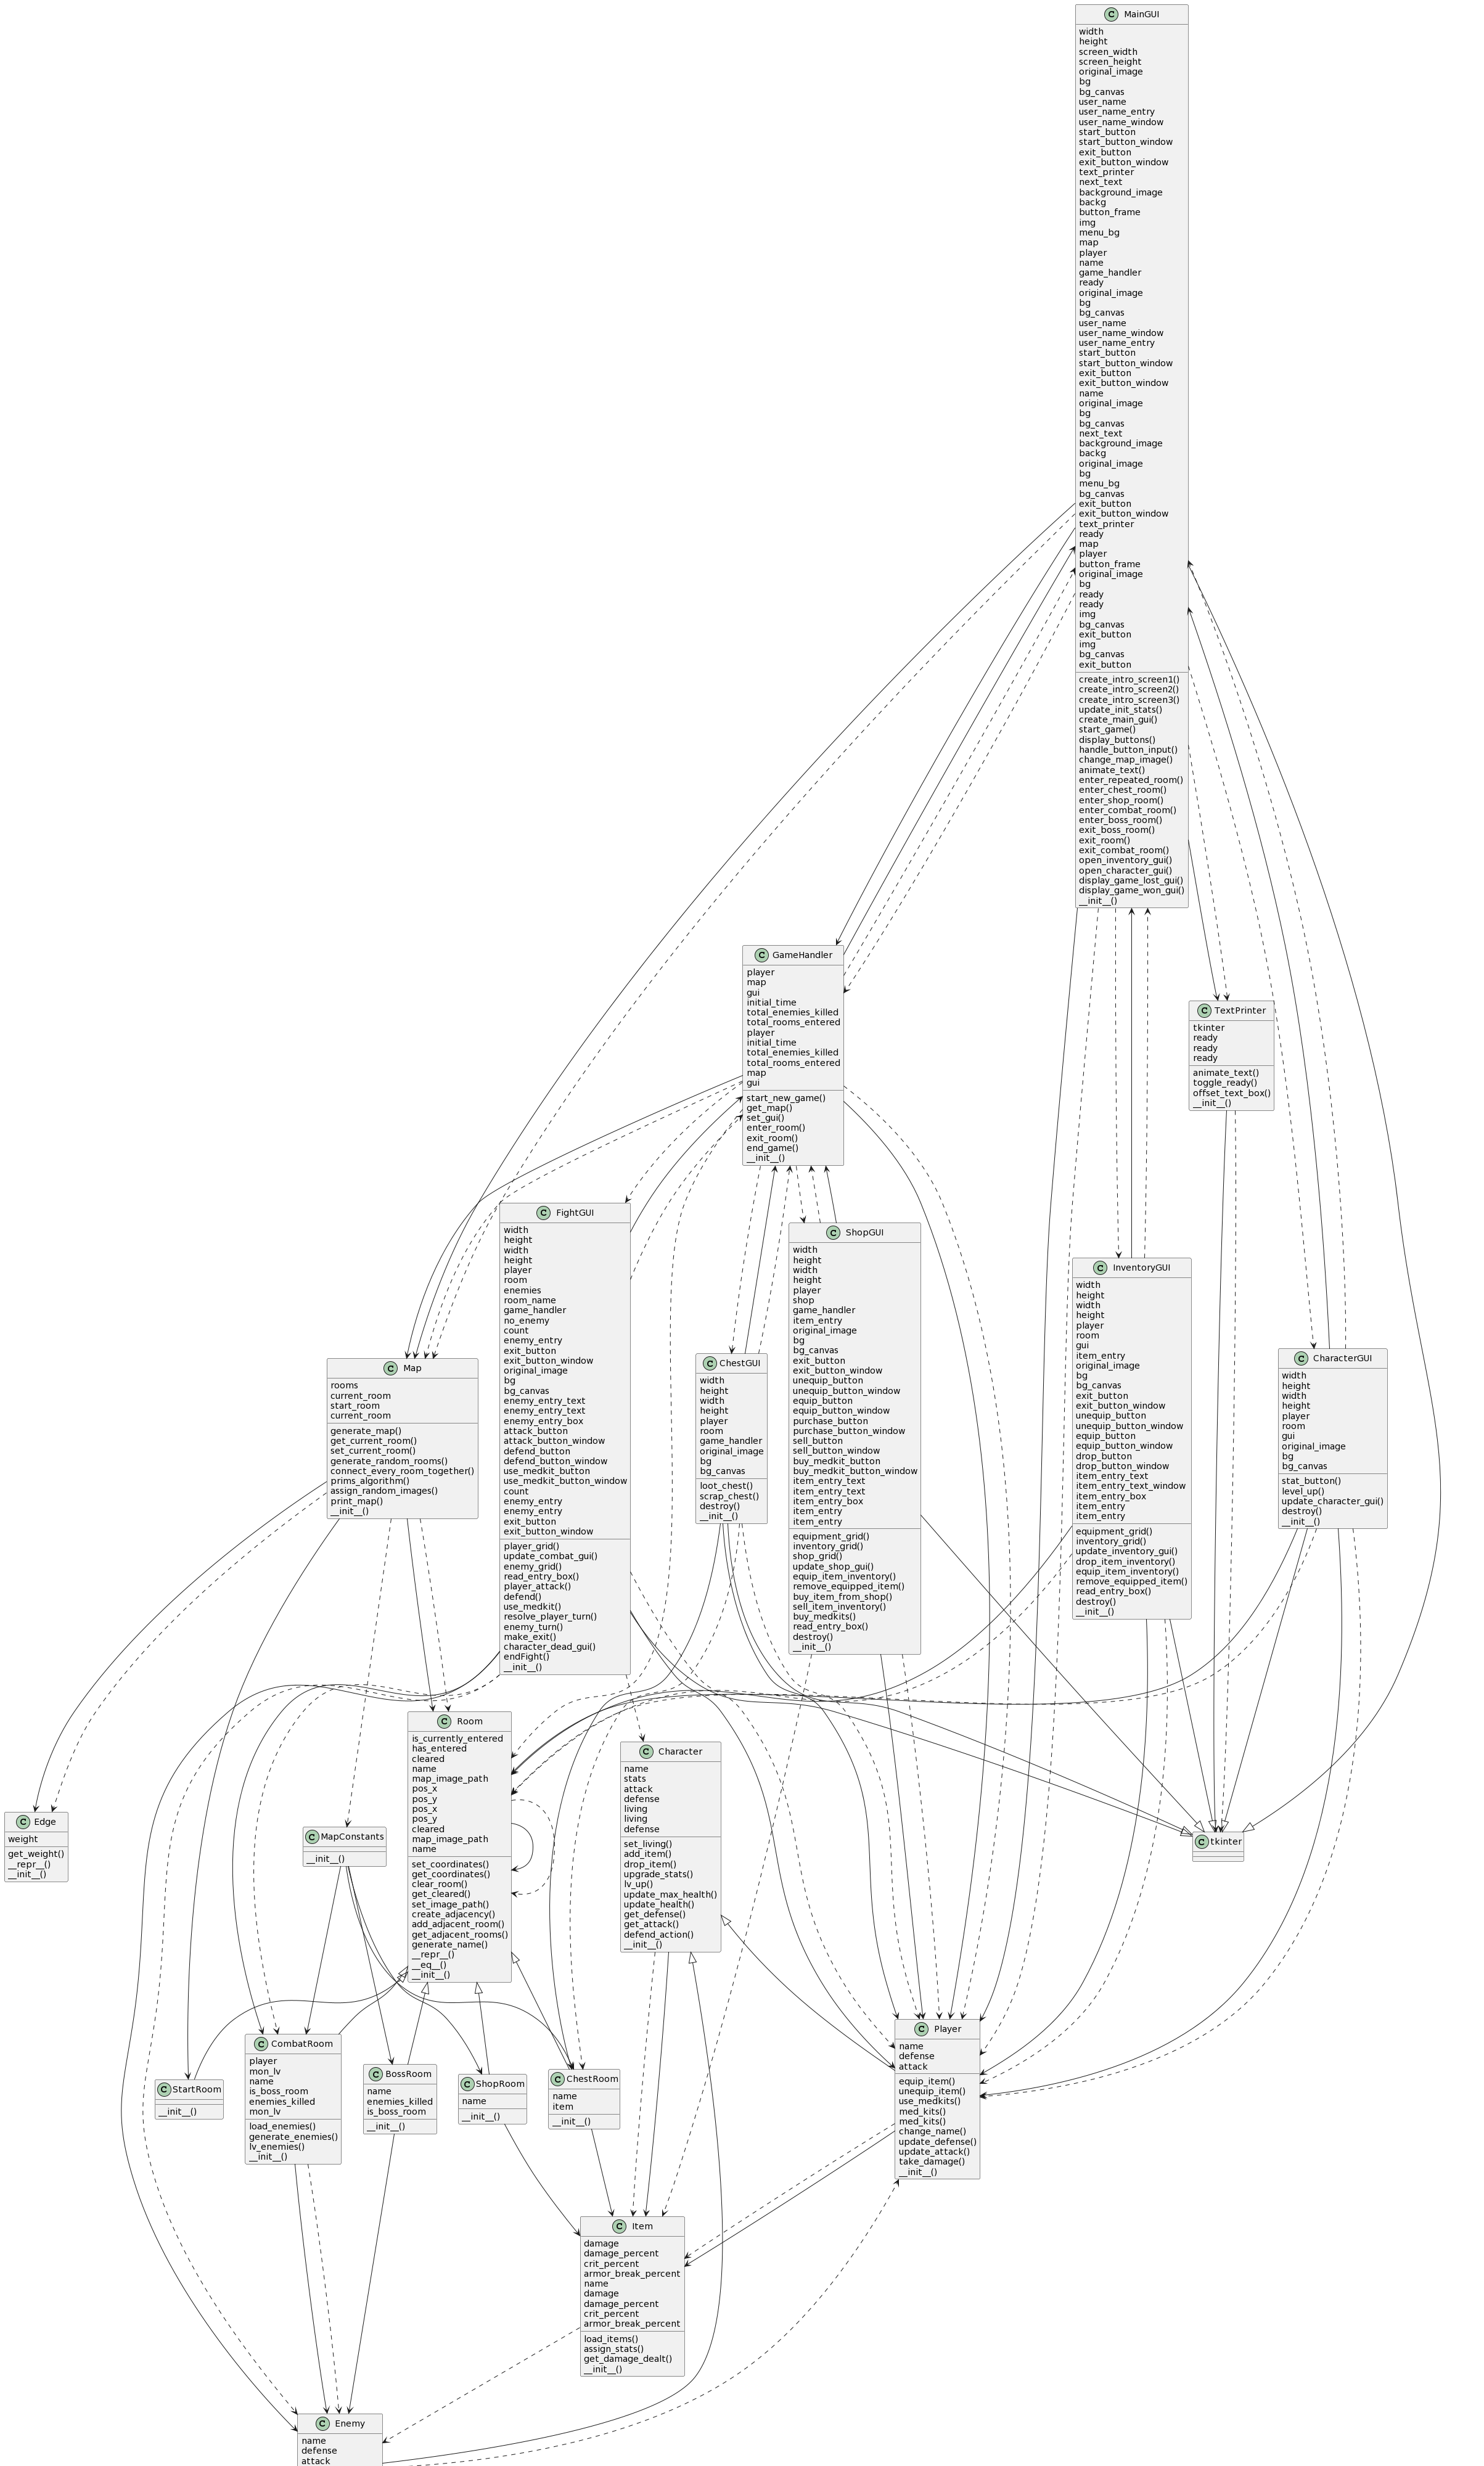 C MainGUI
width
height
screen_width
screen_height
original_image
bg
bg_canvas
user_name
user_name_entry
user_name_window
start_button
start_button_window
exit_button
exit_button_window
text_printer
next_text
background_image
backg
button_frame
img
menu_bg
map
player
name
game_handler
ready
original_image
bg
bg_canvas
user_name
user_name_window
user_name_entry
start_button
start_button_window
exit_button
exit_button_window
name
original_image
bg
bg_canvas
next_text
background_image
backg
original_image
bg
menu_bg
bg_canvas
exit_button
exit_button_window
text_printer
ready
map
player
button_frame
original_image
bg
ready
ready
img
bg_canvas
exit_button
img
bg_canvas
exit_button
create_intro_screen1()
create_intro_screen2()
create_intro_screen3()
update_init_stats()
create_main_gui()
start_game()
display_buttons()
handle_button_input()
change_map_image()
animate_text()
enter_repeated_room()
enter_chest_room()
enter_shop_room()
enter_combat_room()
enter_boss_room()
exit_boss_room()
exit_room()
exit_combat_room()
open_inventory_gui()
open_character_gui()
display_game_lost_gui()
display_game_won_gui()
__init__()
C GameHandler
player
map
gui
initial_time
total_enemies_killed
total_rooms_entered
player
initial_time
total_enemies_killed
total_rooms_entered
map
gui
start_new_game()
get_map()
set_gui()
enter_room()
exit_room()
end_game()
__init__()
C TextPrinter
tkinter
ready
ready
ready
animate_text()
toggle_ready()
offset_text_box()
__init__()
C FightGUI
width
height
width
height
player
room
enemies
room_name
game_handler
no_enemy
count
enemy_entry
exit_button
exit_button_window
original_image
bg
bg_canvas
enemy_entry_text
enemy_entry_text
enemy_entry_box
attack_button
attack_button_window
defend_button
defend_button_window
use_medkit_button
use_medkit_button_window
count
enemy_entry
enemy_entry
exit_button
exit_button_window
player_grid()
update_combat_gui()
enemy_grid()
read_entry_box()
player_attack()
defend()
use_medkit()
resolve_player_turn()
enemy_turn()
make_exit()
character_dead_gui()
endFight()
__init__()
C ShopGUI
width
height
width
height
player
shop
game_handler
item_entry
original_image
bg
bg_canvas
exit_button
exit_button_window
unequip_button
unequip_button_window
equip_button
equip_button_window
purchase_button
purchase_button_window
sell_button
sell_button_window
buy_medkit_button
buy_medkit_button_window
item_entry_text
item_entry_text
item_entry_box
item_entry
item_entry
equipment_grid()
inventory_grid()
shop_grid()
update_shop_gui()
equip_item_inventory()
remove_equipped_item()
buy_item_from_shop()
sell_item_inventory()
buy_medkits()
read_entry_box()
destroy()
__init__()
C InventoryGUI
width
height
width
height
player
room
gui
item_entry
original_image
bg
bg_canvas
exit_button
exit_button_window
unequip_button
unequip_button_window
equip_button
equip_button_window
drop_button
drop_button_window
item_entry_text
item_entry_text_window
item_entry_box
item_entry
item_entry
equipment_grid()
inventory_grid()
update_inventory_gui()
drop_item_inventory()
equip_item_inventory()
remove_equipped_item()
read_entry_box()
destroy()
__init__()
C CharacterGUI
width
height
width
height
player
room
gui
original_image
bg
bg_canvas
stat_button()
level_up()
update_character_gui()
destroy()
__init__()
C ChestGUI
width
height
width
height
player
room
game_handler
original_image
bg
bg_canvas
loot_chest()
scrap_chest()
destroy()
__init__()
C Map
rooms
current_room
start_room
current_room
generate_map()
get_current_room()
set_current_room()
generate_random_rooms()
connect_every_room_together()
prims_algorithm()
assign_random_images()
print_map()
__init__()
C Room
is_currently_entered
has_entered
cleared
name
map_image_path
pos_x
pos_y
pos_x
pos_y
cleared
map_image_path
name
set_coordinates()
get_coordinates()
clear_room()
get_cleared()
set_image_path()
create_adjacency()
add_adjacent_room()
get_adjacent_rooms()
generate_name()
__repr__()
__eq__()
__init__()
C Character
name
stats
attack
defense
living
living
defense
set_living()
add_item()
drop_item()
upgrade_stats()
lv_up()
update_max_health()
update_health()
get_defense()
get_attack()
defend_action()
__init__()
C Edge
weight
get_weight()
__repr__()
__init__()
C MapConstants
__init__()
C tkinter
C Player
name
defense
attack
equip_item()
unequip_item()
use_medkits()
med_kits()
med_kits()
change_name()
update_defense()
update_attack()
take_damage()
__init__()
C StartRoom
__init__()
C CombatRoom
player
mon_lv
name
is_boss_room
enemies_killed
mon_lv
load_enemies()
generate_enemies()
lv_enemies()
__init__()
C BossRoom
name
enemies_killed
is_boss_room
__init__()
C ShopRoom
name
__init__()
C ChestRoom
name
item
__init__()
C Item
damage
damage_percent
crit_percent
armor_break_percent
name
damage
damage_percent
crit_percent
armor_break_percent
load_items()
assign_stats()
get_damage_dealt()
__init__()
C Enemy
name
defense
attack